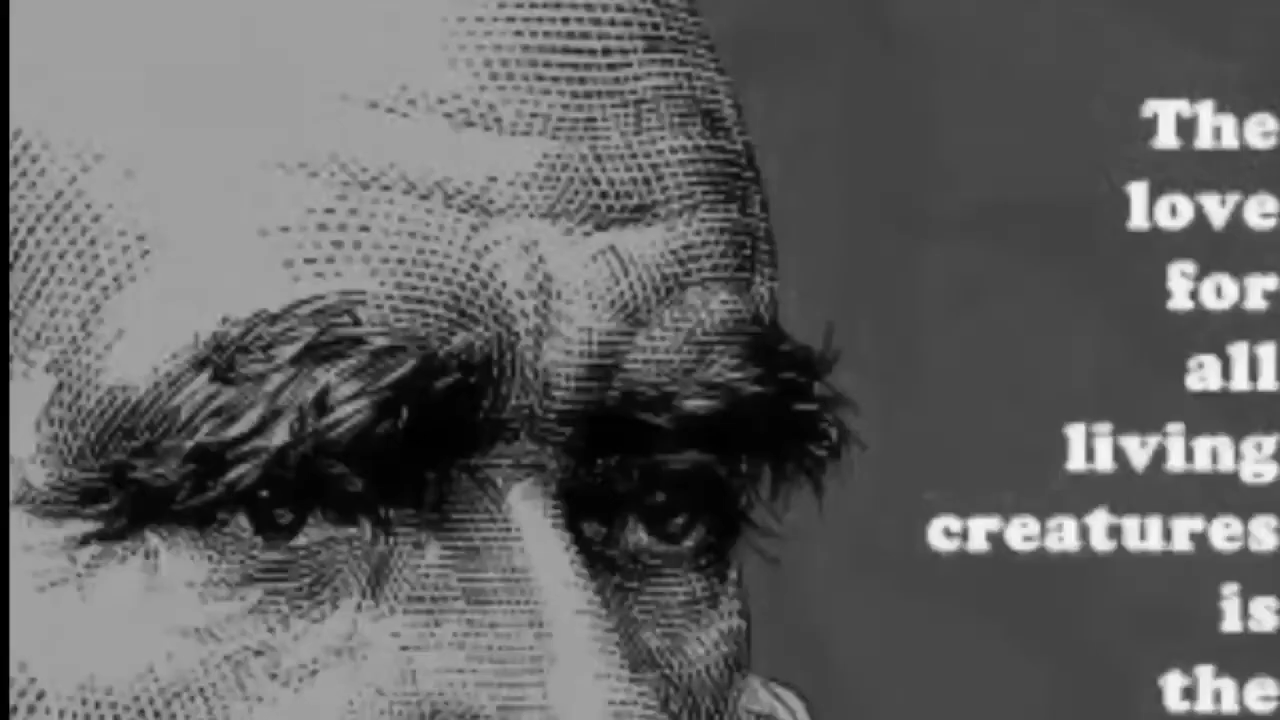 The
love
for
all
living
creatures
is
the